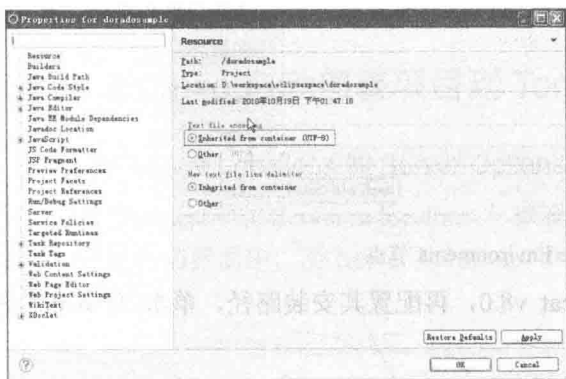 Properties for doradosample
Resource
Resource
Builders
Java Build Path
Java Code Style
Java Compiler
Java Editor
Java EE Module Dependencies
Javadoc Location
JavaScript
JS Code Formatter
JSP Fragment
Preview Preferences
Project Facets
Project References
Run/Debug Settings
Server
Service Policies
Targeted Runtimes
Task Repository
Task Tags
Validation
Web Content Settings
Web Page Editor
Web Project Settings
WikiText
XDoclet
Path: /doradosample
Type: Project
Location: D:\workspace\eclipsespace\doradosample
Last modified: 2010年10月19日 下午01:47:18
Text file encoding
Inherited from container (UTF-8)
Other:
New text file line delimiter
Inherited from container
Other:
Restore Defaults
Apply
OK
Cancel